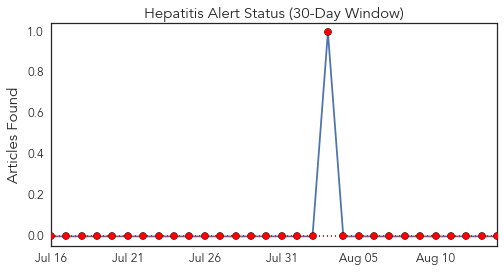 Hepatitis Alert Status (30-Day Window)
Articles Found
1.0
0.8
0.6
0.4
0.2
0.0
Jul 16 Jul 21 Jul 26 Jul 31 Aug 05 Aug 10